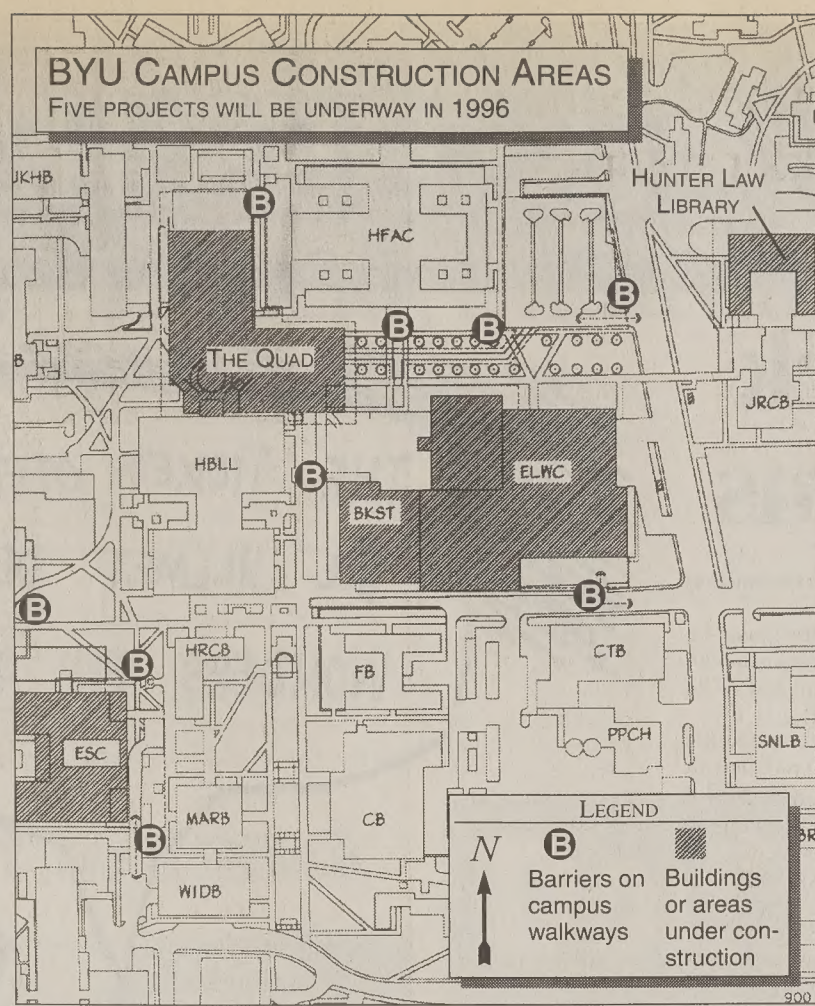 BYU CAMPUS CONSTRUCTION AREAS
FIVE PROJECTS WILL BE UNDERWAY IN 1996
JKHB
HUNTER LAW
LIBRARY
B
HFAC
B
B
B
THE QUAD
B
JRCB
HBLL
B
ELWC
BKST
B
B
HRCB
B
FB
CTB
ESC
PPCH
SNLB
MARB
CB
B
WIDB
LEGEND
N
B
Barriers on
campus
walkways
Buildings
or areas
under con-
struction
BR
900